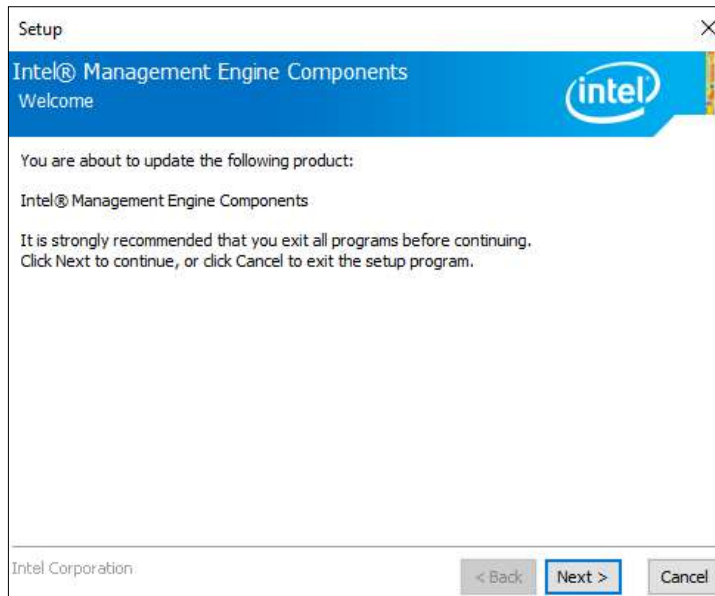 Setup
Intel® Management Engine Components
Welcome
intel
You are about to update the following product:
Intel® Management Engine Components
It is strongly recommended that you exit all programs before continuing.
Click Next to continue, or click Cancel to exit the setup program.
Intel Corporation
< Back Next > Cancel